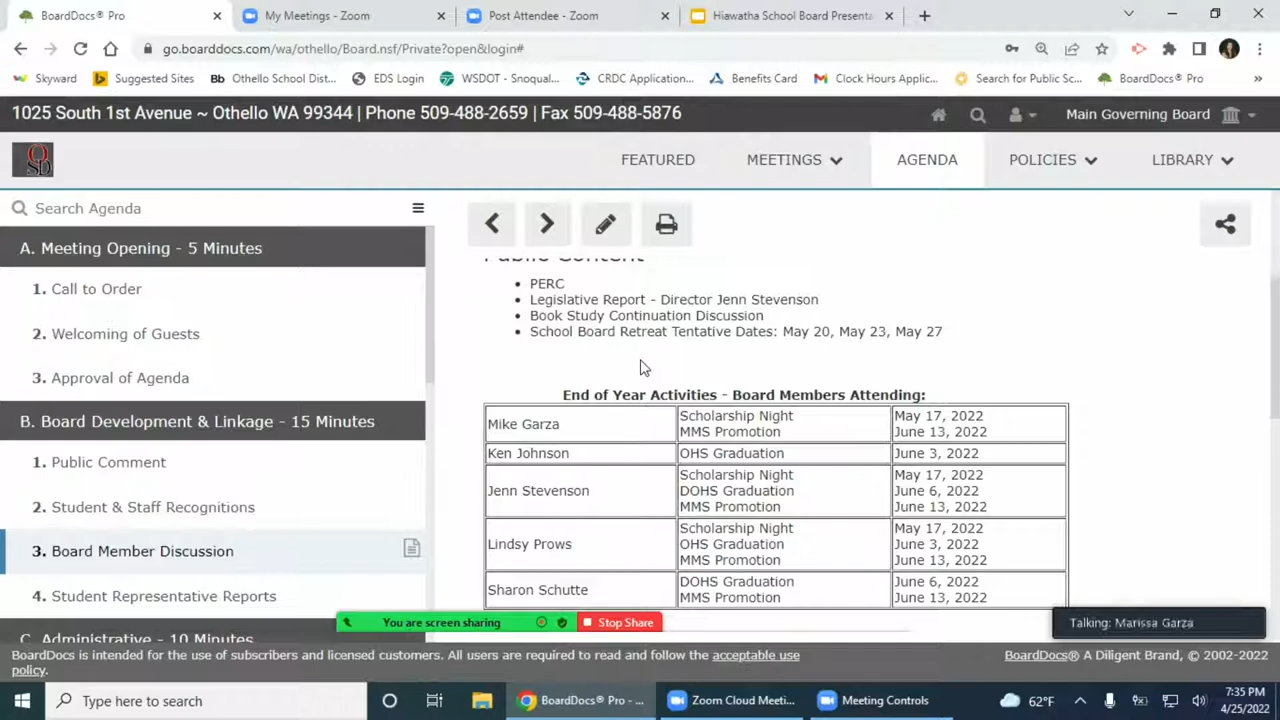 BoardDocs® Pro
My Meetings - Zoom
Post Attendee - Zoom
Hiawatha School Board Presenta
go.boarddocs.com/wa/othello/Board.nsf/Private?open&login#
Skyward
Suggested Sites
Bb Othello School Dist...
EDS Login
WSDOT - Snoqual...
CRDC Application...
Benefits Card
Clock Hours Applic...
Search for Public Sc...
BoardDocs® Pro
»
1025 South 1st Avenue ~ Othello WA 99344 | Phone 509-488-2659 | Fax 509-488-5876
Main Governing Board
OSD
FEATURED
MEETINGS
AGENDA
POLICIES
LIBRARY
Search Agenda
A. Meeting Opening - 5 Minutes
1. Call to Order
2. Welcoming of Guests
3. Approval of Agenda
B. Board Development & Linkage - 15 Minutes
1. Public Comment
2. Student & Staff Recognitions
3. Board Member Discussion
4. Student Representative Reports
C. Administrative - 10 Minutes
Public Content
• PERC
• Legislative Report - Director Jenn Stevenson
• Book Study Continuation Discussion
• School Board Retreat Tentative Dates: May 20, May 23, May 27
End of Year Activities - Board Members Attending:
Mike Garza
Scholarship Night
MMS Promotion
May 17, 2022
June 13, 2022
Ken Johnson
OHS Graduation
June 3, 2022
Jenn Stevenson
Scholarship Night
DOHS Graduation
MMS Promotion
May 17, 2022
June 6, 2022
June 13, 2022
Lindsy Prows
Scholarship Night
OHS Graduation
MMS Promotion
May 17, 2022
June 3, 2022
June 13, 2022
Sharon Schutte
DOHS Graduation
MMS Promotion
June 6, 2022
June 13, 2022
You are screen sharing
Stop Share
Talking: Marissa Garza
BoardDocs is intended for the use of subscribers and licensed customers. All users are required to read and follow the acceptable use
policy.
BoardDocs® A Diligent Brand, © 2002-2022
Type here to search
BoardDocs® Pro - ...
Zoom Cloud Meeti...
Meeting Controls
62°F
7:35 PM
4/25/2022